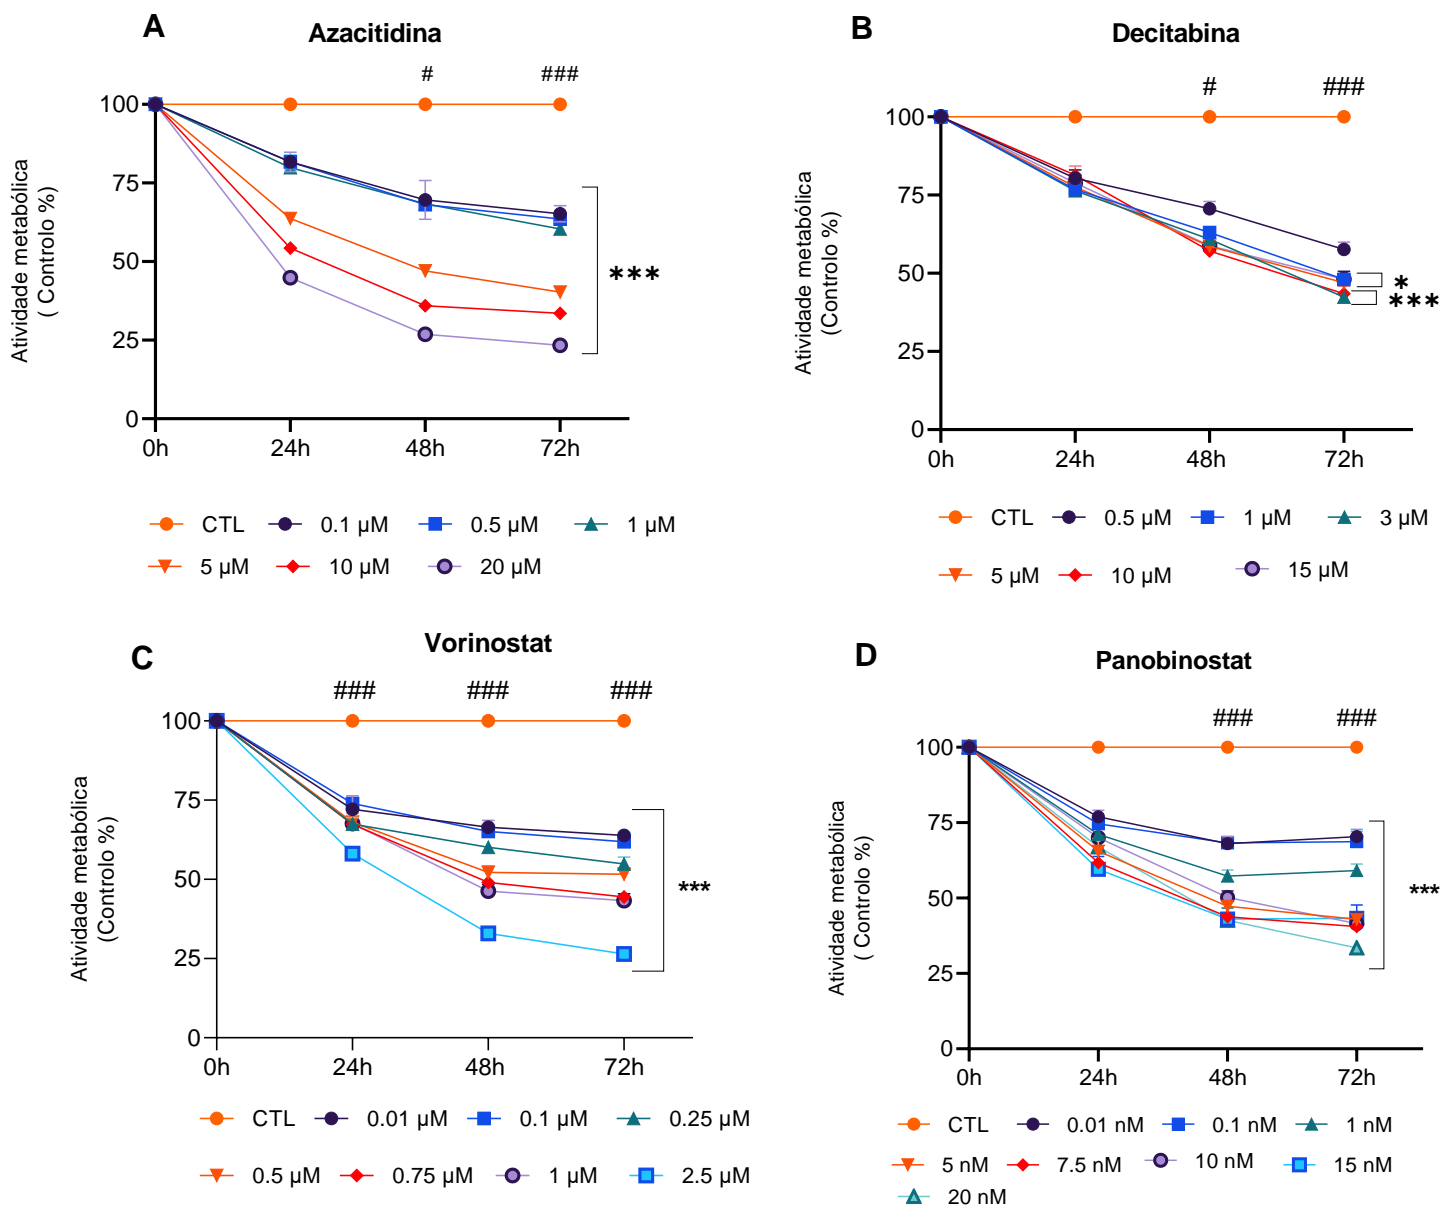 A
Azacitidina
# ###
Atividade metabólica
( Controlo %)
100
75
50
25
0
0h 24h 48h 72h
***
CTL 0.1 µM 0.5 µM 1 µM
5 µM 10 µM 20 µM
B
Decitabina
# ###
Atividade metabólica
(Controlo %)
100
75
50
25
0
0h 24h 48h 72h
*
***
CTL 0.5 µM 1 µM 3 µM
5 µM 10 µM 15 µM
C
Vorinostat
### ### ###
Atividade metabólica
(Controlo %)
100
75
50
25
0
0h 24h 48h 72h
***
CTL 0.01 µM 0.1 µM 0.25 µM
0.5 µM 0.75 µM 1 µM 2.5 µM
D
Panobinostat
### ###
Atividade metabólica
( Controlo %)
100
75
50
25
0
0h 24h 48h 72h
***
CTL 0.01 nM 0.1 nM 1 nM
5 nM 7.5 nM 10 nM 15 nM
20 nM